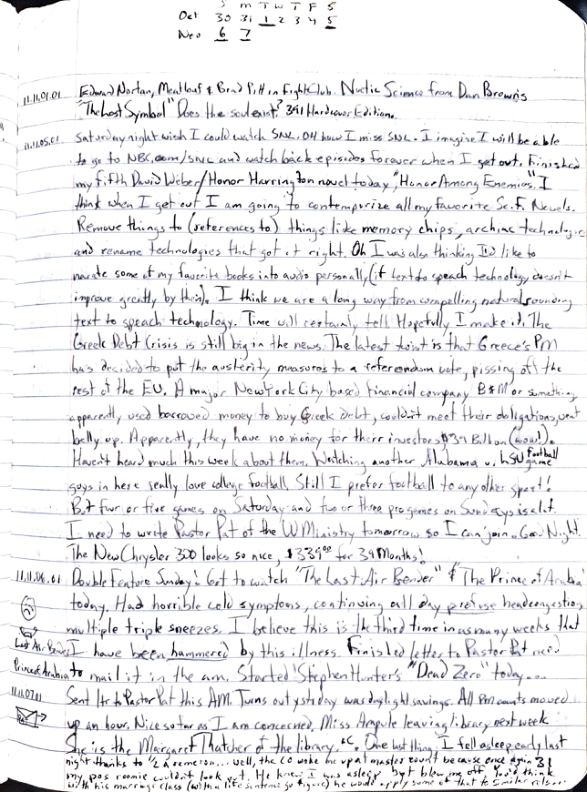 S M T W T F S
Oct 30 31 1 2 3 4 5
Nov 6 7
11.11.01.01 Edward Norton, Meatloaf & Brad Pitt in Fight Club. Noetic Science from Dan Brown's
"The Lost Symbol" Does the soul exist? 391 Hardcover Edition.
11.11.05.01 Saturday night wish I could watch SNL. OH how I miss SNL. I imagine I will be able
to go to NBC.com/snl and watch back episides forever when I get out. Finished
my fifth David Weber/Honor Harrington novel today "Honor Among Enemies". I
think when I get out I am going to contemporize all my favorite Sc.F. Novels.
Remove things to (references to) things like memory chips, archiac technologies
and rename technologies that got it right. Oh I was also thinking I'd like to
narate some of my favorite books into audio personally, (if text to speach technology doesn't
improve greatly by then). I think we are a long way from compelling natural sounding
text to speach technology. Time will certainly tell Hopefully I make it. The
Greek Debt Crisis is still big in the news. The latest twist is that Greece's PM
has decided to put the austerity measures to a referendum vote, pissing off the
rest of the EU. A major New York City based financial company B&M or something,
apparently used borrowed money to buy Greek debt, couldn't meet their obligations, went
belly up. Apparently, they have no money for their investors $39 Billion (wow!).
Haven't heard much this week about them. Watching another Alabama v. LSU football game
guys in here really love college football. Still I prefer football to any other sport!
But four or five games on Saturday and two or three pro games on Sundays is a lot.
I need to write Pastor Pat of the W Ministry tomorrow so I can join. Good Night.
The New Chrysler 300 looks so nice, $339.00 for 39 Months!
11.11.06.01 Double Feature Sunday! Got to watch "The Last Air Bender" & "The Prince of Arabia"
today. Had horrible cold symptoms, continuing all day profuse head congestion,
multiple triple sneezes. I believe this is the third time in as many weeks that
Last Air Bender I have been hammered by this illness. Finished letter to Pastor Pat need
Prince Arabia to mail it in the am. Started Stephen Hunter's "Dead Zero" today...
11.11.07.01 Sent ltr to Pastor Pat this AM. Turns out ystrday was daylight savings. All PM counts moved
up an hour. Nice so far as I am concerned. Miss leaving library next week
She is the Margaret Thatcher of the library. One last thing. I fell asleep early last
night thanks to 1/2 a ... well, the CO woke me up at master count because once again
my pos roomie couldn't look out. He knew I was asleep but blew me off. You'd think
with his marriage class (with a life sentence go figure) he would apply some of that to similar